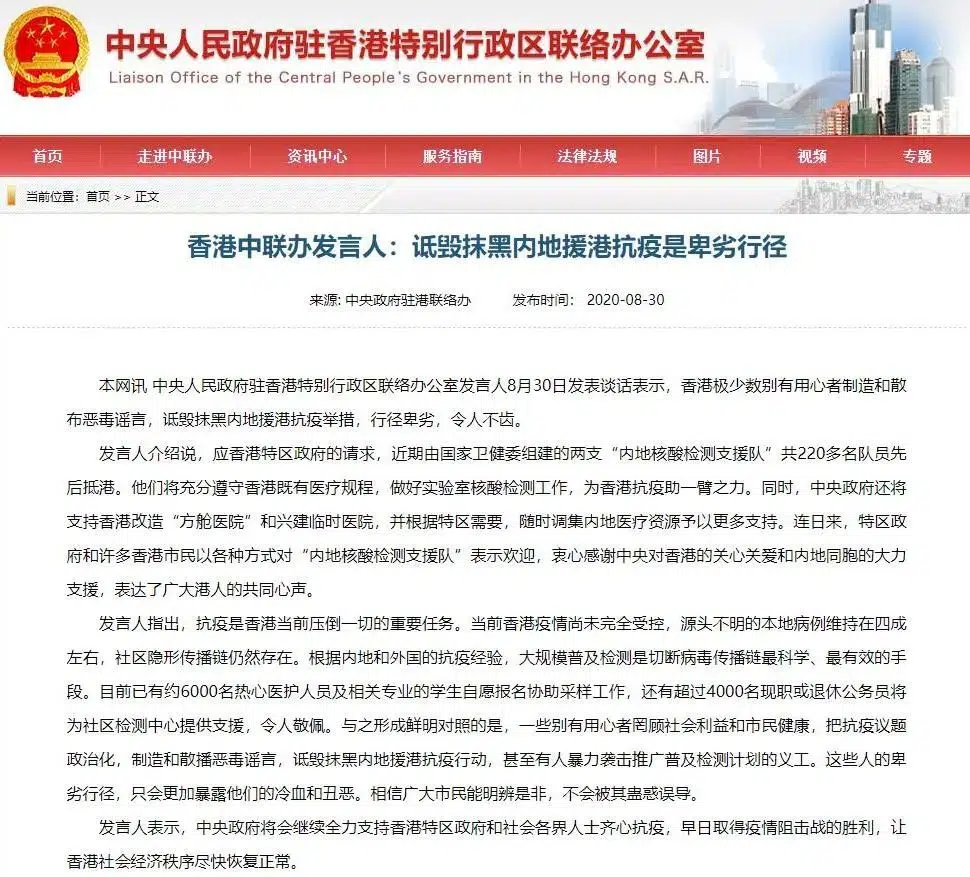 中央人民政府驻香港特别行政区联络办公室
Liaison Office of the Central People's Government in the Hong Kong S.A.R.
首页 走进中联办 资讯中心 服务指南 法律法规 图片 视频 专题
当前位置：首页 >> 正文
香港中联办发言人：诋毁抹黑内地援港抗疫是卑劣行径
来源: 中央政府驻港联络办 发布时间： 2020-08-30
本网讯 中央人民政府驻香港特别行政区联络办公室发言人8月30日发表谈话表示，香港极少数别有用心者制造和散
布恶毒谣言，诋毁抹黑内地援港抗疫举措，行径卑劣，令人不齿。
发言人介绍说，应香港特区政府的请求，近期由国家卫健委组建的两支“内地核酸检测支援队”共220多名队员先
后抵港。他们将充分遵守香港既有医疗规程，做好实验室核酸检测工作，为香港抗疫助一臂之力。同时，中央政府还将
支持香港改造“方舱医院”和兴建临时医院，并根据特区需要，随时调集内地医疗资源予以更多支持。连日来，特区政
府和许多香港市民以各种方式对“内地核酸检测支援队”表示欢迎，衷心感谢中央对香港的关心关爱和内地同胞的大力
支援，表达了广大港人的共同心声。
发言人指出，抗疫是香港当前压倒一切的重要任务。当前香港疫情尚未完全受控，源头不明的本地病例维持在四成
左右，社区隐形传播链仍然存在。根据内地和外国的抗疫经验，大规模普及检测是切断病毒传播链最科学、最有效的手
段。目前已有约6000名热心医护人员及相关专业的学生自愿报名协助采样工作，还有超过4000名现职或退休公务员将
为社区检测中心提供支援，令人敬佩。与之形成鲜明对照的是，一些别有用心者罔顾社会利益和市民健康，把抗疫议题
政治化，制造和散播恶毒谣言，诋毁抹黑内地援港抗疫行动，甚至有人暴力袭击推广普及检测计划的义工。这些人的卑
劣行径，只会更加暴露他们的冷血和丑恶。相信广大市民能明辨是非，不会被其蛊惑误导。
发言人表示，中央政府将会继续全力支持香港特区政府和社会各界人士齐心抗疫，早日取得疫情阻击战的胜利，让
香港社会经济秩序尽快恢复正常。